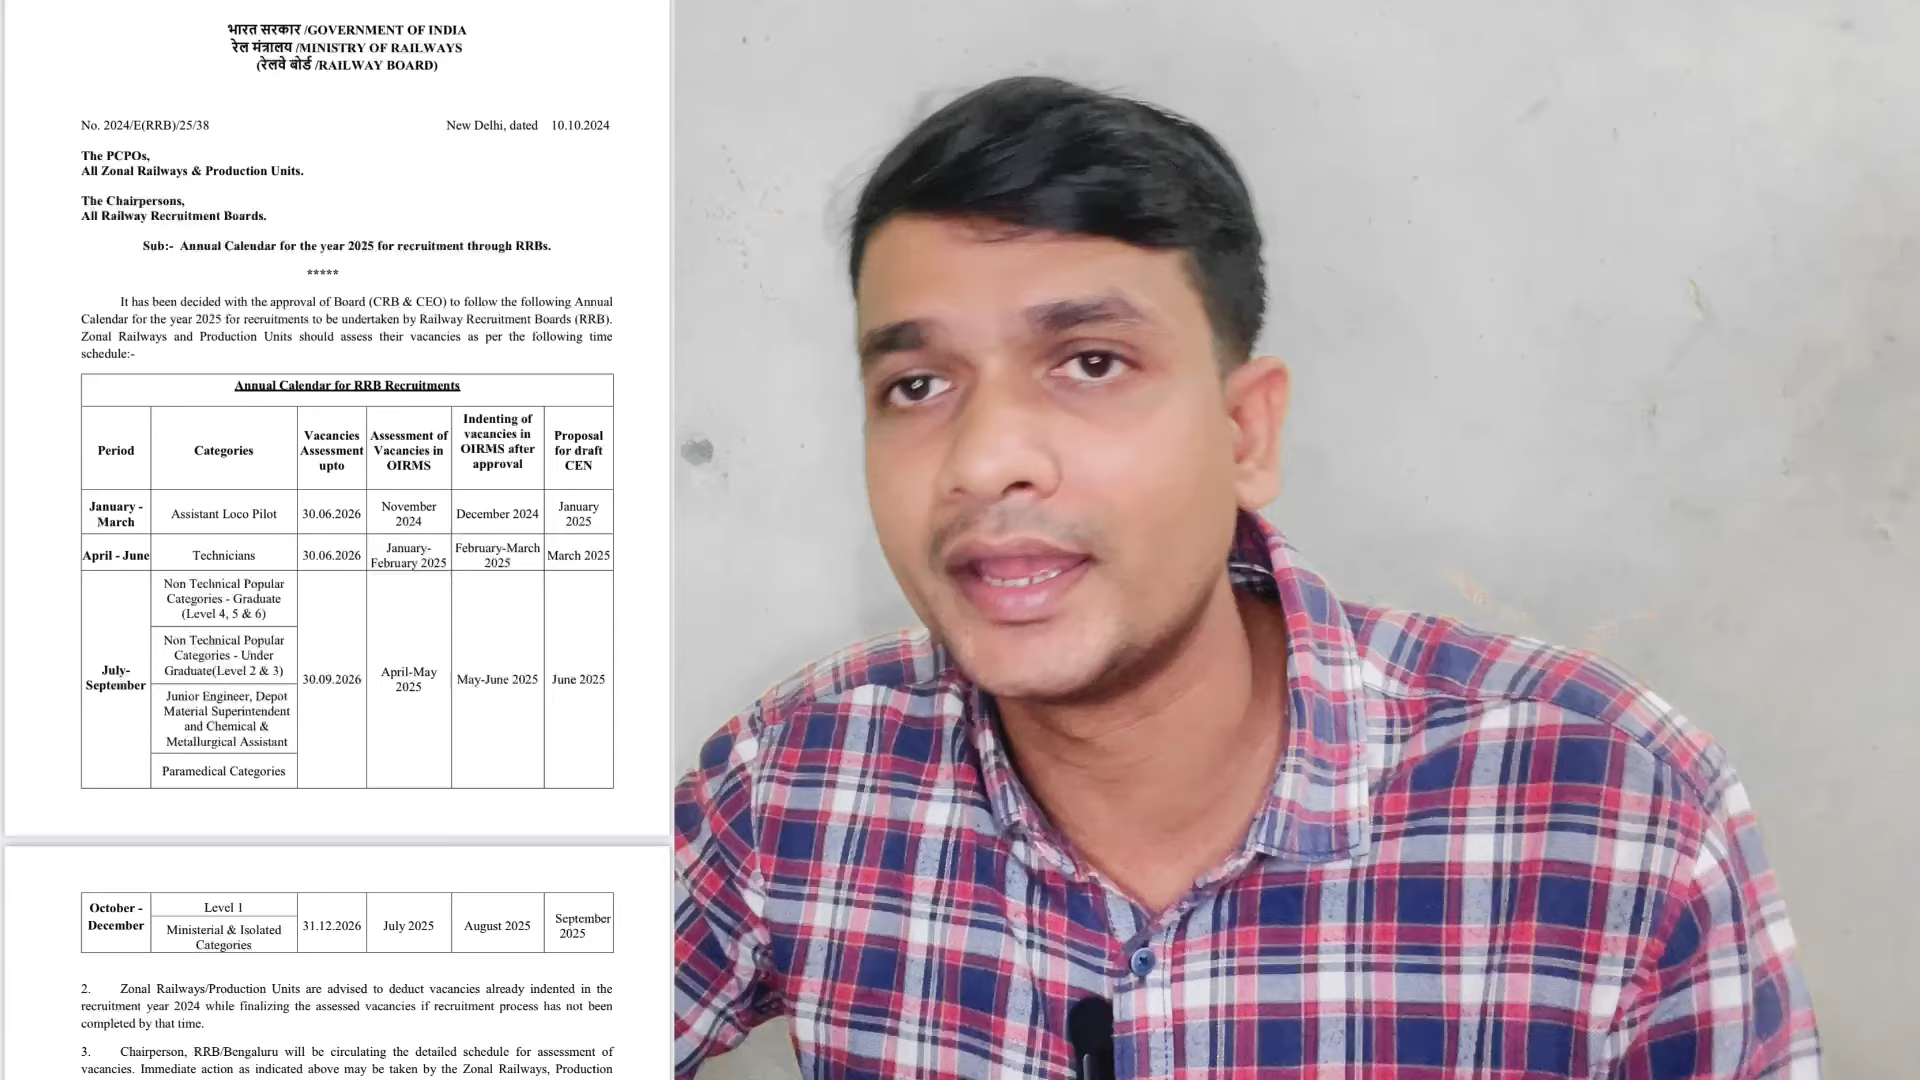 भारत सरकार /GOVERNMENT OF INDIA
रेल मंत्रालय /MINISTRY OF RAILWAYS
(रेलवे बोर्ड /RAILWAY BOARD)
No. 2024/E(RRB)/25/38 New Delhi, dated 10.10.2024
The PCPOs,
All Zonal Railways & Production Units.
The Chairpersons,
All Railway Recruitment Boards.
Sub:- Annual Calendar for the year 2025 for recruitment through RRBs.
*****
It has been decided with the approval of Board (CRB & CEO) to follow the following Annual
Calendar for the year 2025 for recruitments to be undertaken by Railway Recruitment Boards (RRB).
Zonal Railways and Production Units should assess their vacancies as per the following time
schedule:-
Annual Calendar for RRB Recruitments
Period
Categories
Vacancies
Assessment
upto
Assessment of
Vacancies in
OIRMS
Indenting of
vacancies in
OIRMS after
approval
Proposal
for draft
CEN
January -
March
Assistant Loco Pilot
30.06.2026
November
2024
December 2024
January
2025
April - June
Technicians
30.06.2026
January-
February 2025
February-March
2025
March 2025
July-
September
Non Technical Popular
Categories - Graduate
(Level 4, 5 & 6)
Non Technical Popular
Categories - Under
Graduate(Level 2 & 3)
Junior Engineer, Depot
Material Superintendent
and Chemical &
Metallurgical Assistant
Paramedical Categories
30.09.2026
April-May
2025
May-June 2025
June 2025
October -
December
Level 1
Ministerial & Isolated
Categories
31.12.2026
July 2025
August 2025
September
2025
2. Zonal Railways/Production Units are advised to deduct vacancies already indented in the
recruitment year 2024 while finalizing the assessed vacancies if recruitment process has not been
completed by that time.
3. Chairperson, RRB/Bengaluru will be circulating the detailed schedule for assessment of
vacancies. Immediate action as indicated above may be taken by the Zonal Railways, Production